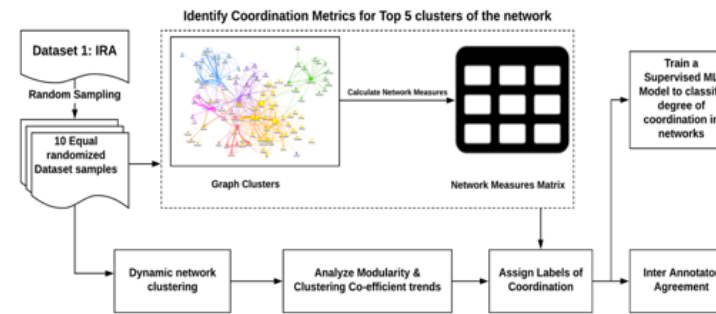 Identify Coordination Metrics for Top 5 clusters of the network
Dataset 1: IRA
Random Sampling
10 Equal
randomized
Dataset samples
Calculate Network Measures
Graph Clusters
Network Measures Matrix
Train a
Supervised ML
Model to classif
degree of
coordination in
networks
Dynamic network
clustering
Analyze Modularity &
Clustering Co-efficient trends
Assign Labels of
Coordination
Inter Annotato
Agreement